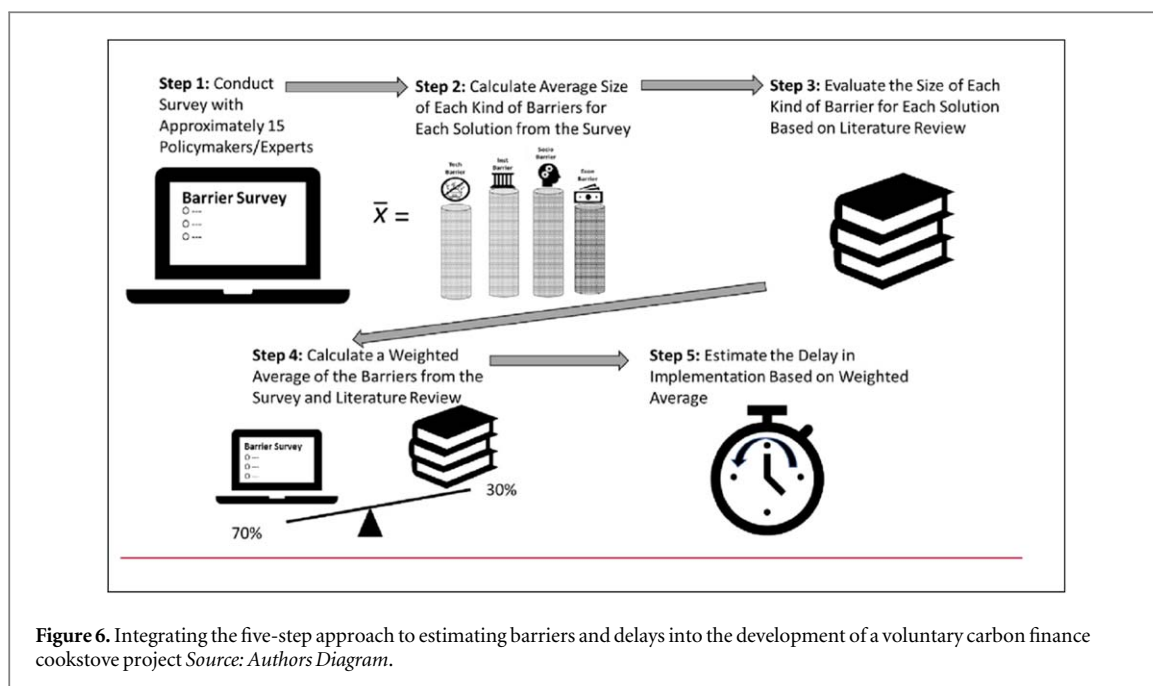 Step 1: Conduct
Survey with
Approximately 15
Policymakers/Experts
Step 2: Calculate Average Size
of Each Kind of Barriers for
Each Solution from the Survey
Step 3: Evaluate the Size of Each
Kind of Barrier for Each Solution
Based on Literature Review
Barrier Survey
x̄ =
Tech
Barrier
Inst
Barrier
Socio
Barrier
Econ
Barrier
Step 4: Calculate a Weighted
Average of the Barriers from the
Survey and Literature Review
Step 5: Estimate the Delay in
Implementation Based on Weighted
Average
Barrier Survey
70%
30%
Figure 6. Integrating the five-step approach to estimating barriers and delays into the development of a voluntary carbon finance
cookstove project Source: Authors Diagram.